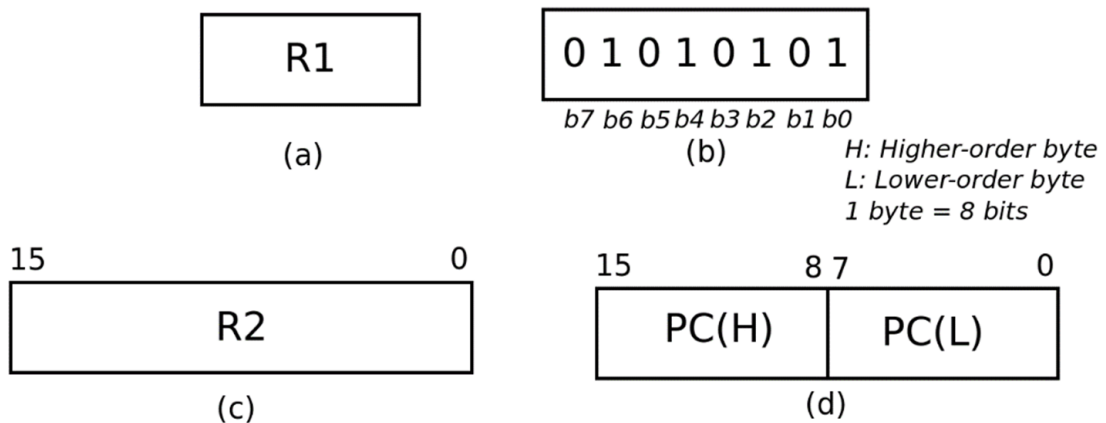 R1
0 1 0 1 0 1 0 1
b7 b6 b5 b4 b3 b2 b1 b0
(a)
(b)
H: Higher-order byte
L: Lower-order byte
1 byte = 8 bits
15 0
R2
(c)
15 8 7 0
PC(H) PC(L)
(d)